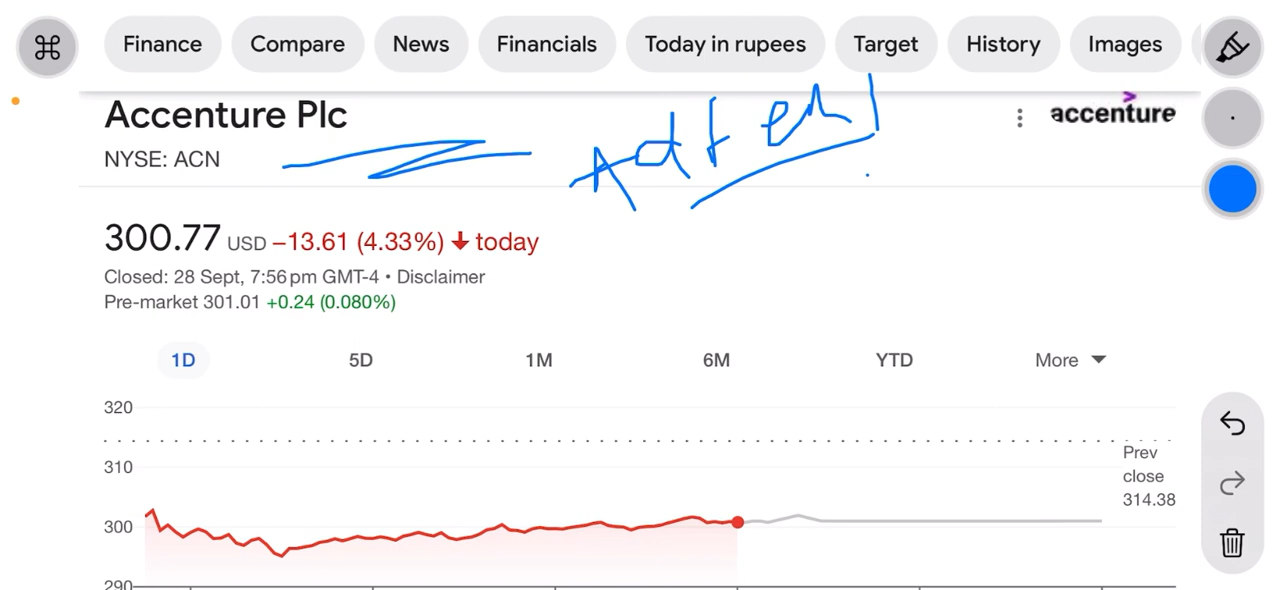 Finance Compare News Financials Today in rupees Target History Images
Accenture Plc
accenture
NYSE: ACN
300.77 USD −13.61 (4.33%) today
Closed: 28 Sept, 7:56 pm GMT-4 • Disclaimer
Pre-market 301.01 +0.24 (0.080%)
1D 5D 1M 6M YTD More
320
310
Prev
close
314.38
300
290